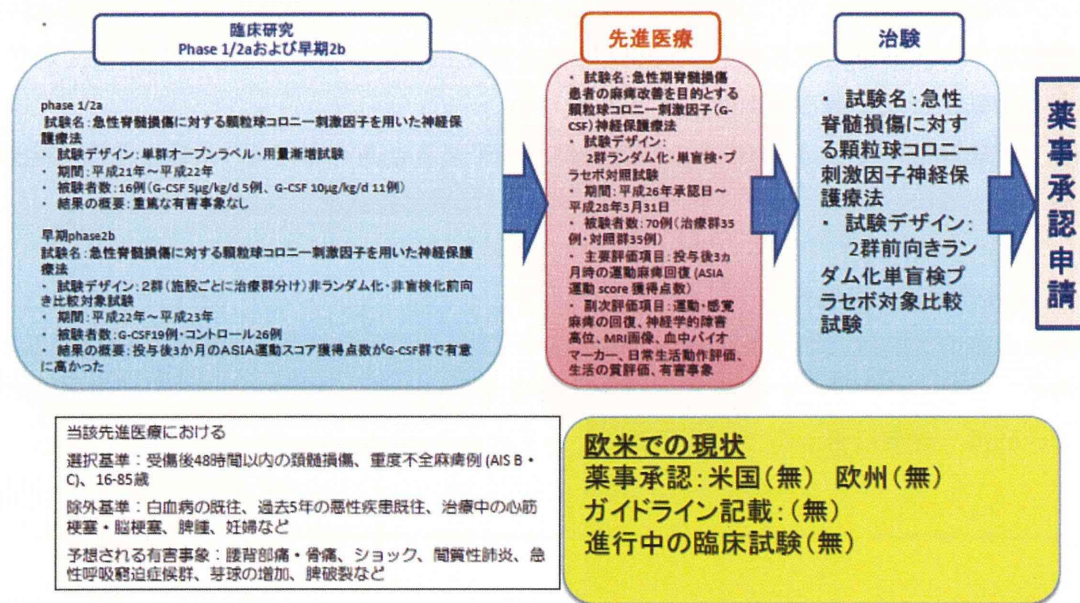 臨床研究
Phase 1/2aおよび早期2b
phase 1/2a
試験名：急性脊髄損傷に対する顆粒球コロニー刺激因子を用いた神経保
護療法
・ 試験デザイン：単群オープンラベル・用量漸増試験
・ 期間：平成21年～平成22年
・ 被験者数：16例（G-CSF 5μg/kg/d 5例、G-CSF 10μg/kg/d 11例）
・ 結果の概要：重篤な有害事象なし
早期phase2b
試験名：急性脊髄損傷に対する顆粒球コロニー刺激因子を用いた神経保護
療法
・ 試験デザイン：2群（施設ごとに治療群分け）非ランダム化・非盲検化前向
き比較対象試験
・ 期間：平成22年～平成23年
・ 被験者数：G-CSF19例・コントロール26例
・ 結果の概要：投与後3か月のASIA運動スコア獲得点数がG-CSF群で有意
に高かった
先進医療
・ 試験名：急性期脊髄損傷
患者の麻痺改善を目的とする
顆粒球コロニー刺激因子（G-
CSF）神経保護療法
・ 試験デザイン：
2群ランダム化・単盲検・プ
ラセボ対照試験
・ 期間：平成26年承認日～
平成28年3月31日
・ 被験者数：70例（治療群35
例・対照群35例）
・ 主要評価項目：投与後3ヵ
月時の運動麻痺回復（ASIA
運動 score 獲得点数）
・ 副次評価項目：運動・感覚
麻痺の回復、神経学的障害
高位、MRI画像、血中バイオ
マーカー、日常生活動作評価、
生活の質評価、有害事象
治験
・ 試験名：急性
脊髄損傷に対す
る顆粒球コロニー
刺激因子神経保
護療法
・ 試験デザイン：
2群前向きラン
ダム化単盲検プ
ラセボ対象比較
試験
薬事承認申請
当該先進医療における
選択基準：受傷後48時間以内の頚髄損傷、重度不全麻痺例 (AIS B・
C)、16-85歳
除外基準：白血病の既往、過去5年の悪性疾患既往、治療中の心筋
梗塞・脳梗塞、脾腫、妊婦など
予想される有害事象：腰背部痛・骨痛、ショック、間質性肺炎、急
性呼吸窮迫症候群、芽球の増加、脾破裂など
欧米での現状
薬事承認：米国（無） 欧州（無）
ガイドライン記載：（無）
進行中の臨床試験（無）